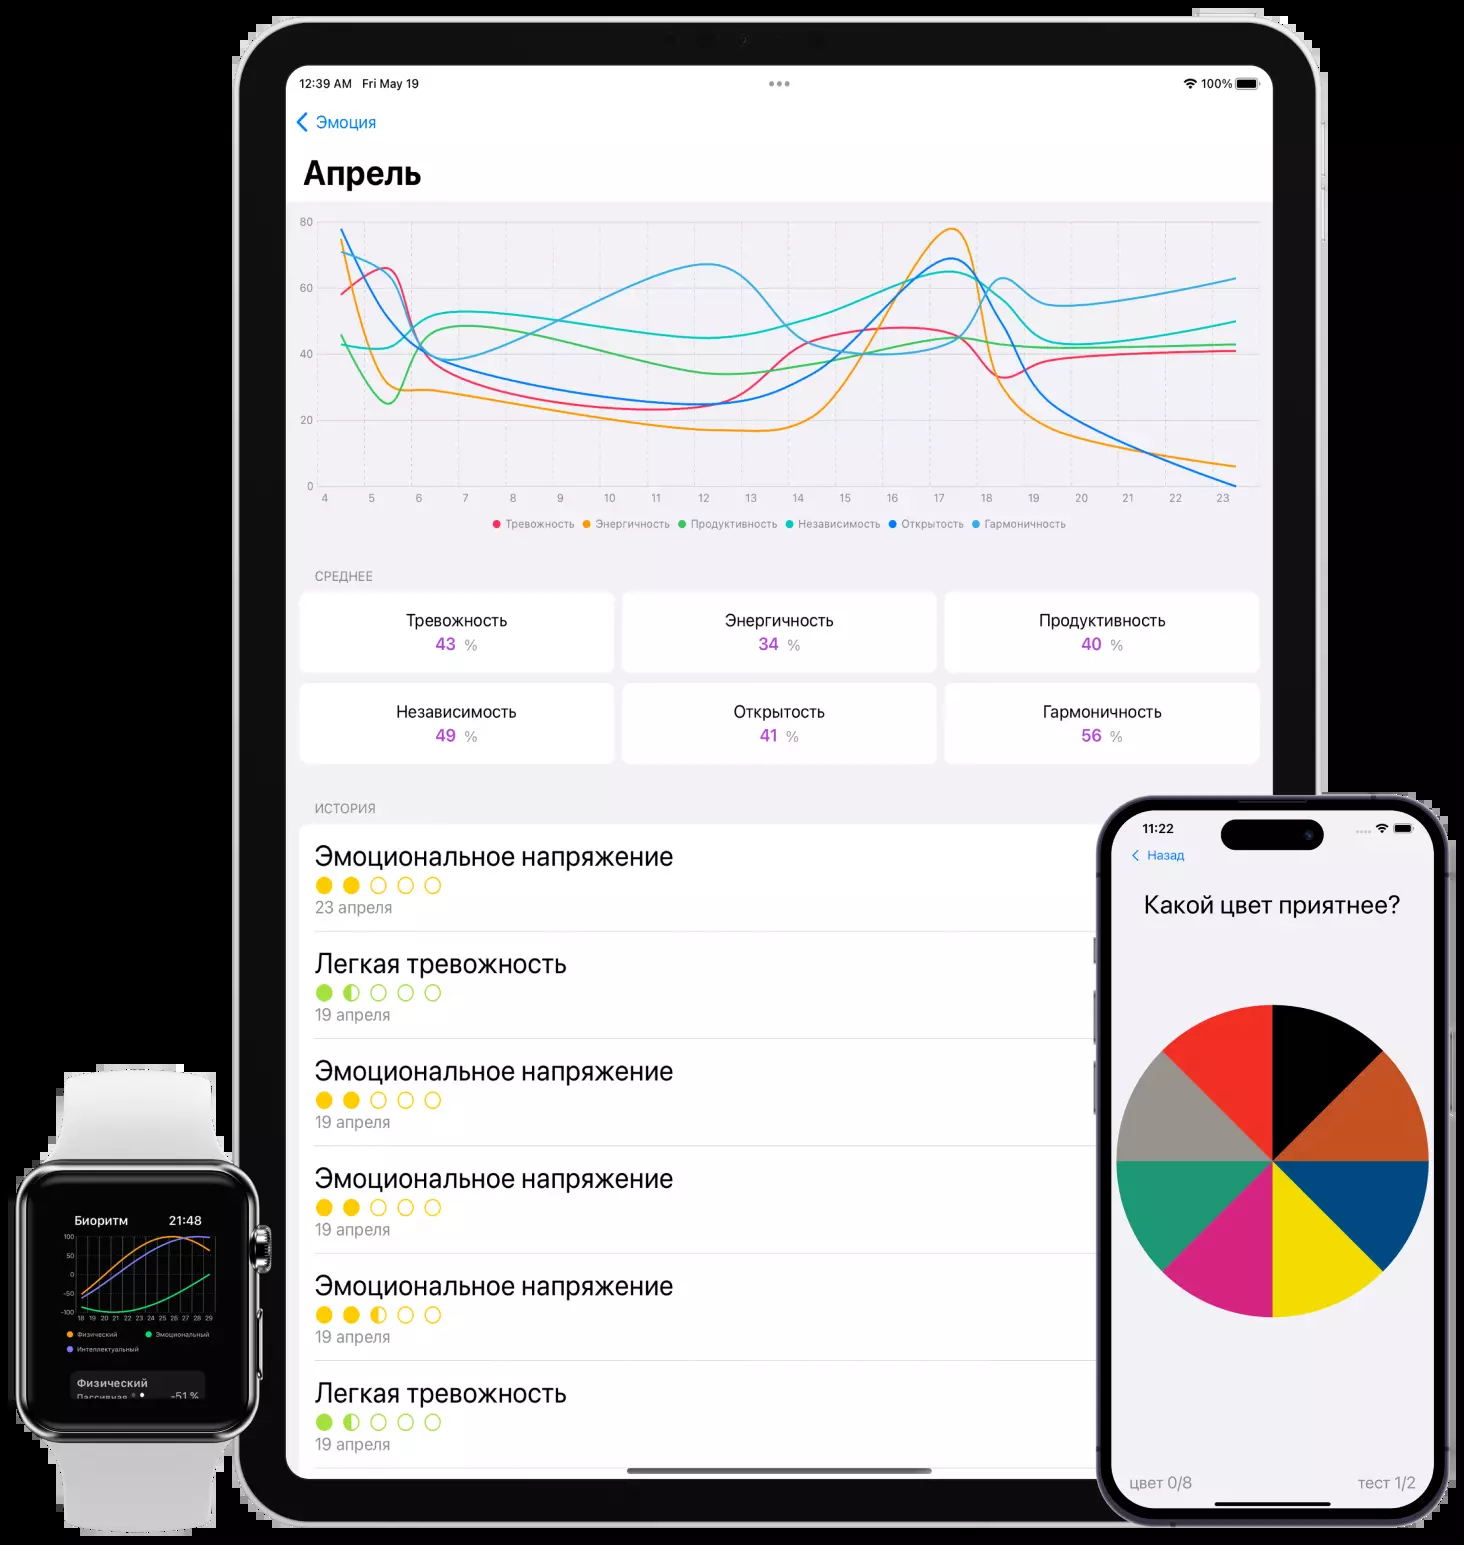 12:39 AM Fri May 19
100%
Эмоция
Апрель
80
60
40
20
0
4 5 6 7 8 9 10 11 12 13 14 15 16 17 18 19 20 21 22 23
Тревожность Энергичность Продуктивность Независимость Открытость Гармоничность
СРЕДНЕЕ
Тревожность
43 %
Энергичность
34 %
Продуктивность
40 %
Независимость
49 %
Открытость
41 %
Гармоничность
56 %
ИСТОРИЯ
Эмоциональное напряжение
23 апреля
Легкая тревожность
19 апреля
Эмоциональное напряжение
19 апреля
Эмоциональное напряжение
19 апреля
Эмоциональное напряжение
19 апреля
Легкая тревожность
19 апреля
11:22
Назад
Какой цвет приятнее?
цвет 0/8
тест 1/2
Биоритм 21:48
100
50
0
-50
-100
18 19 20 21 22 23 24 25 26 27 28 29
Физический Эмоциональный
Интеллектуальный
Физический
Пассивная -51 %